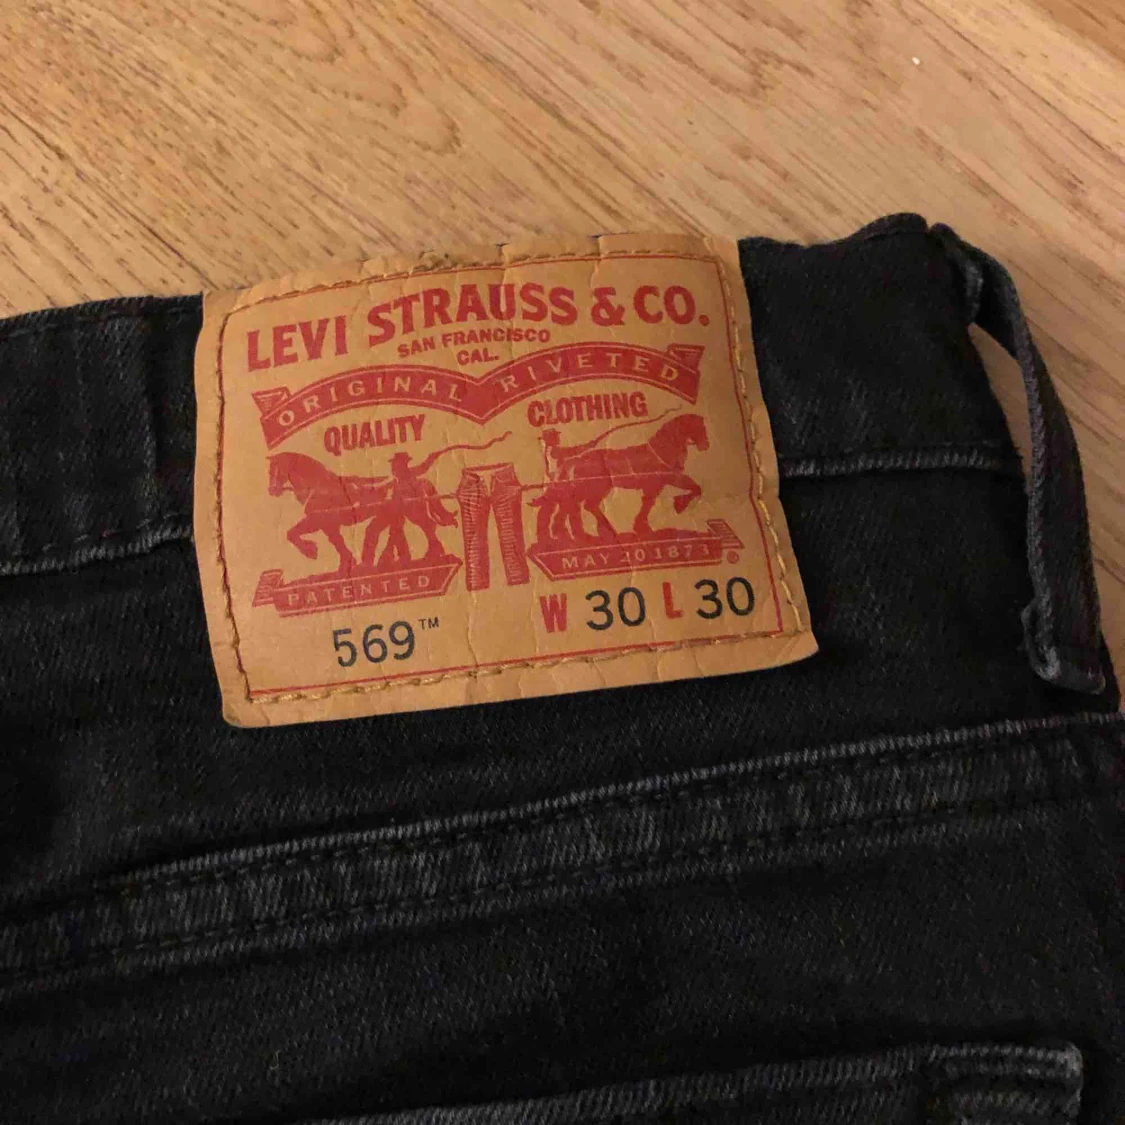 LEVI STRAUSS & CO.
SAN FRANCISCO
CAL.
ORIGINAL RIVETED
QUALITY CLOTHING
PATENTED MAY 20 1873 ®
569™ W 30 L 30